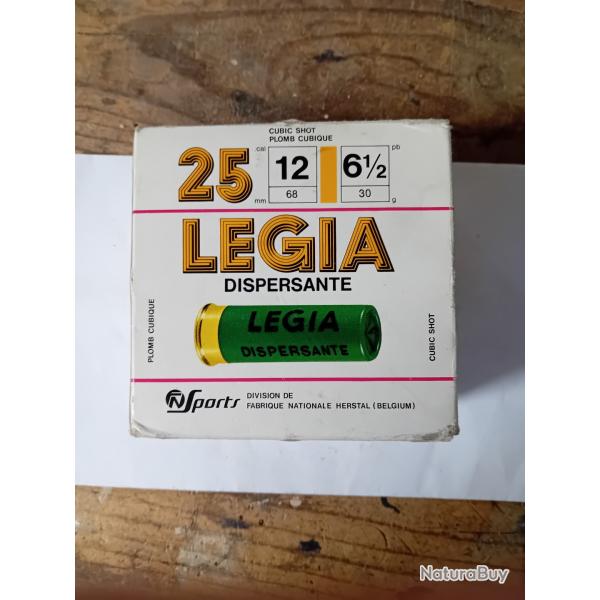 CUBIC SHOT
PLOMB CUBIQUE
25 cal 12 6½ pb
mm 68 30 g
LEGIA
DISPERSANTE
PLOMB CUBIQUE
LEGIA
DISPERSANTE
CUBIC SHOT
FN Sports DIVISION DE
FABRIQUE NATIONALE HERSTAL (BELGIUM)
NaturaBuy